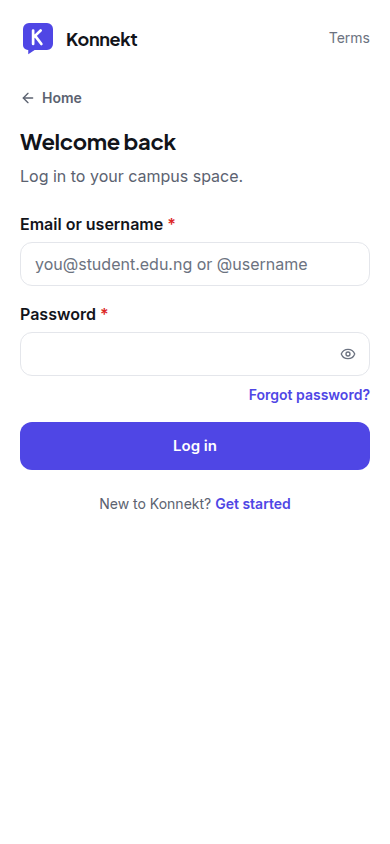 Konnekt
Terms
Home
Welcome back
Log in to your campus space.
Email or username *
you@student.edu.ng or @username
Password *
Forgot password?
Log in
New to Konnekt? Get started